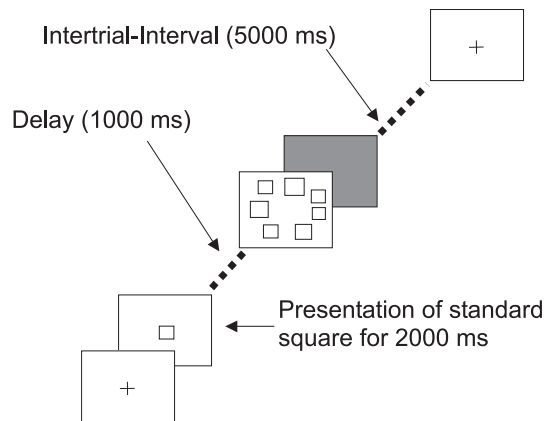 Intertrial-Interval (5000 ms)
Delay (1000 ms)
Presentation of standard
square for 2000 ms